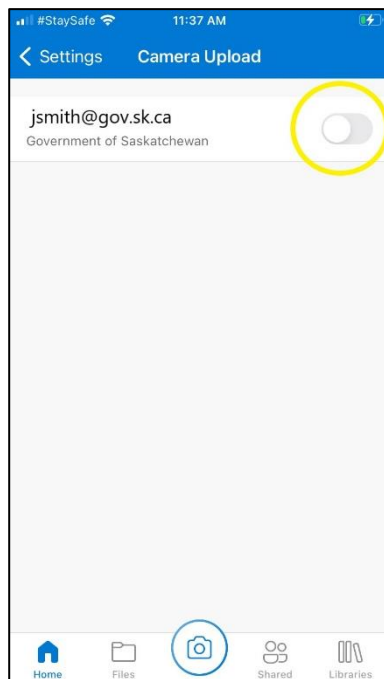 #StaySafe 11:37 AM
Settings Camera Upload
jsmith@gov.sk.ca
Government of Saskatchewan
Home Files Shared Libraries